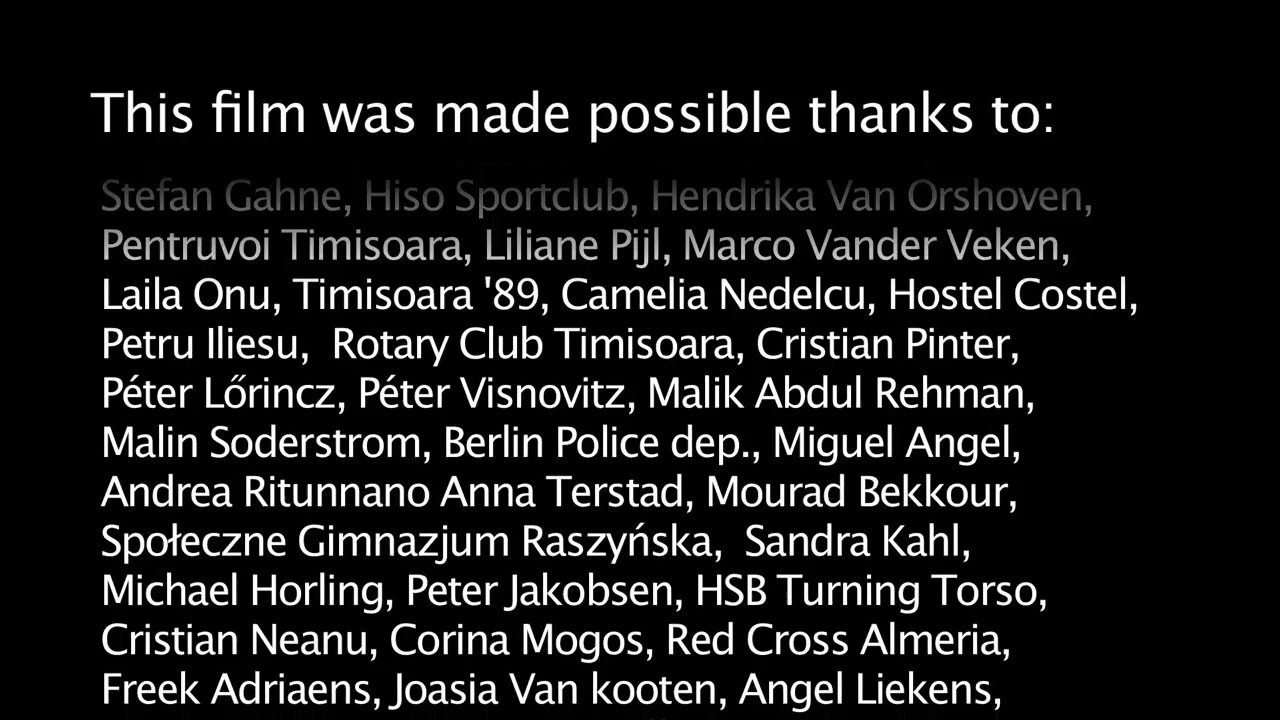 This film was made possible thanks to:
Stefan Gahne, Hiso Sportclub, Hendrika Van Orshoven,
Pentruvoi Timisoara, Liliane Pijl, Marco Vander Veken,
Laila Onu, Timisoara '89, Camelia Nedelcu, Hostel Costel,
Petru Iliesu,  Rotary Club Timisoara, Cristian Pinter,
Péter Lőrincz, Péter Visnovitz, Malik Abdul Rehman,
Malin Soderstrom, Berlin Police dep., Miguel Angel,
Andrea Ritunnano Anna Terstad, Mourad Bekkour,
Społeczne Gimnazjum Raszyńska,  Sandra Kahl,
Michael Horling, Peter Jakobsen, HSB Turning Torso,
Cristian Neanu, Corina Mogos, Red Cross Almeria,
Freek Adriaens, Joasia Van kooten, Angel Liekens,